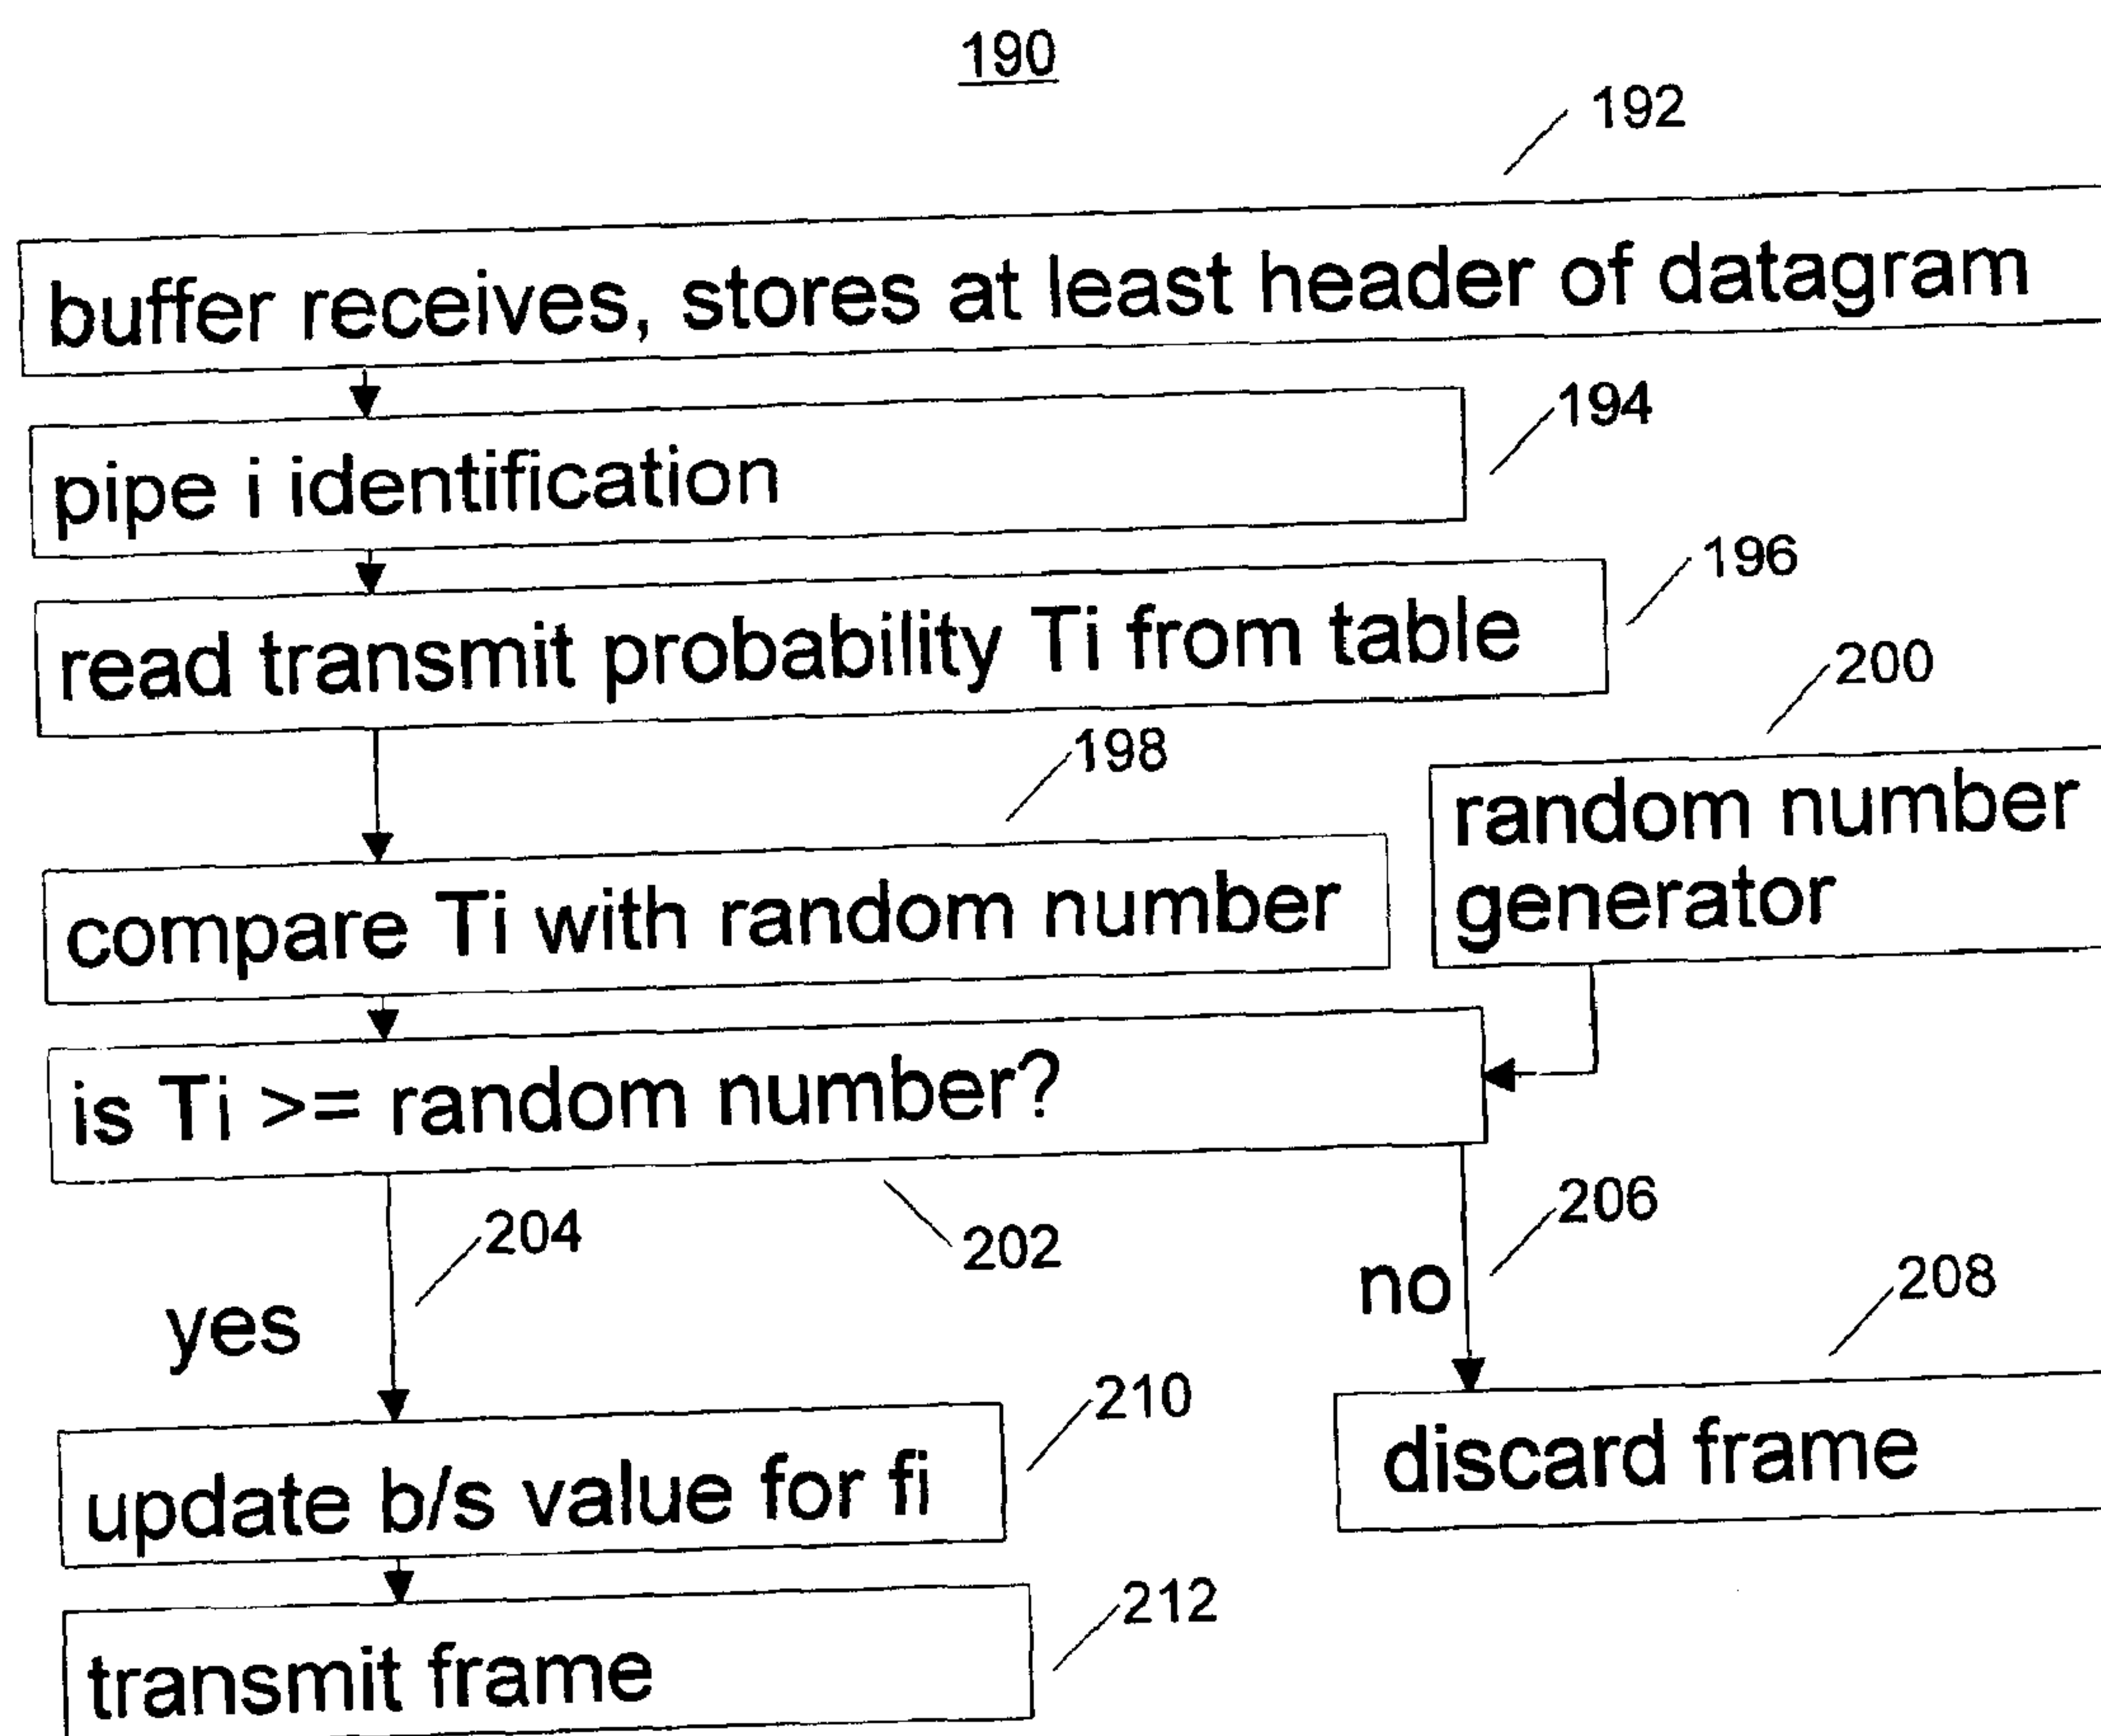 190
192
buffer receives, stores at least header of datagram
194
pipe i identification
196
read transmit probability Ti from table
200
198
random number
generator
compare Ti with random number
is Ti >= random number?
204
202
206
yes
no
208
210
update b/s value for fi
discard frame
212
transmit frame